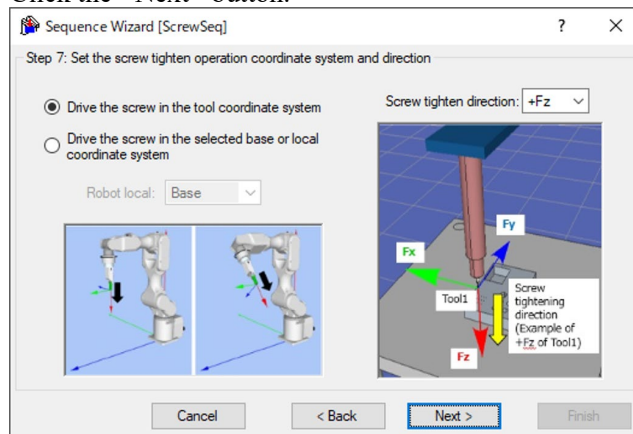 Click the "Next" button.
Sequence Wizard [ScrewSeq]
?
Step 7: Set the screw tighten operation coordinate system and direction
Drive the screw in the tool coordinate system
Drive the screw in the selected base or local
coordinate system
Robot local: Base
Screw tighten direction: +Fz
Fy
Fx
Tool1
Screw
tightening
direction
(Example of
+Fz of Tool1)
Fz
Cancel
< Back
Next >
Finish